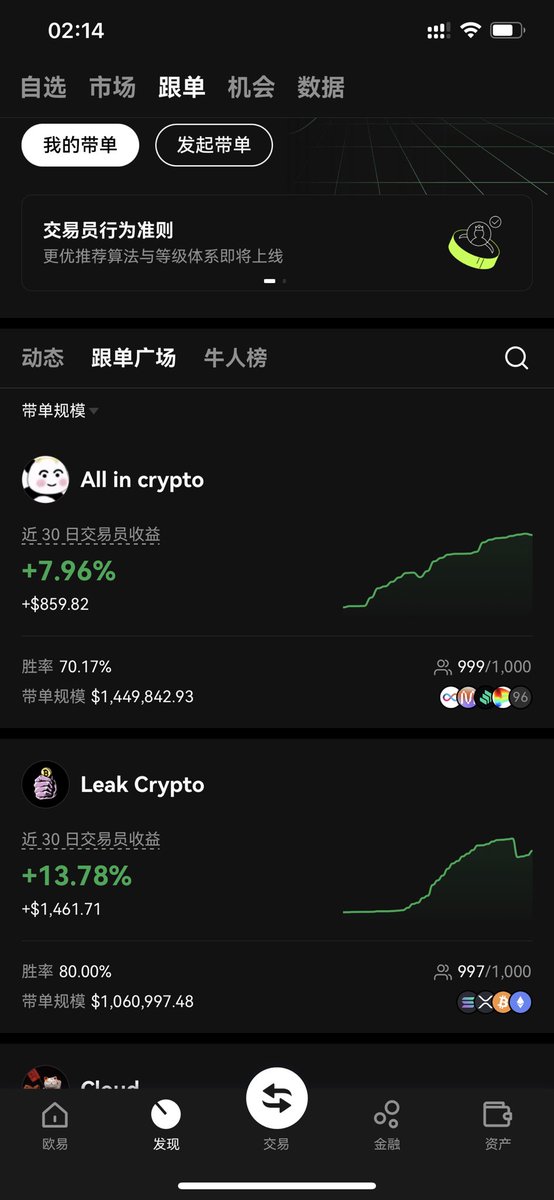 02:14
自选 市场 跟单 机会 数据
我的带单 发起带单
交易员行为准则
更优推荐算法与等级体系即将上线
动态 跟单广场 牛人榜
带单规模
All in crypto
近 30 日交易员收益
+7.96%
+$859.82
胜率 70.17% 999/1,000
带单规模 $1,449,842.93 96
Leak Crypto
近 30 日交易员收益
+13.78%
+$1,461.71
胜率 80.00% 997/1,000
带单规模 $1,060,997.48
Cloud
欧易 发现 交易 金融 资产